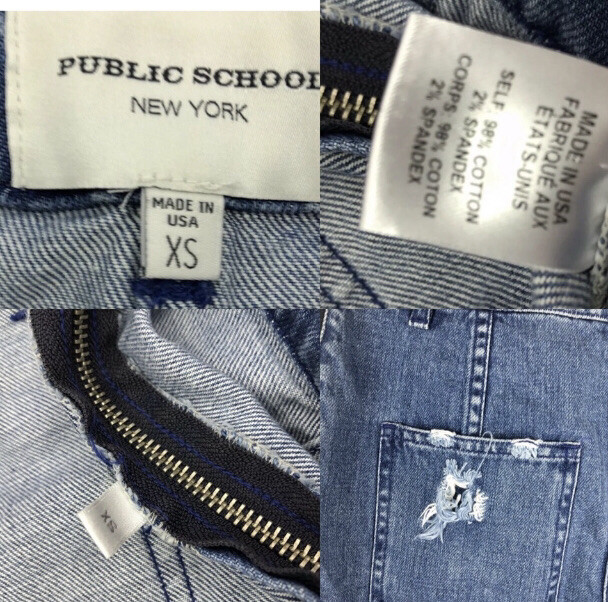 PUBLIC SCHOOL
NEW YORK
MADE IN
USA
XS
MADE IN USA
FABRIQUÉ AUX
ÉTATS-UNIS
SELF: 98% COTTON
2% SPANDEX
CORPS: 98% COTON
2% SPANDEX
XS